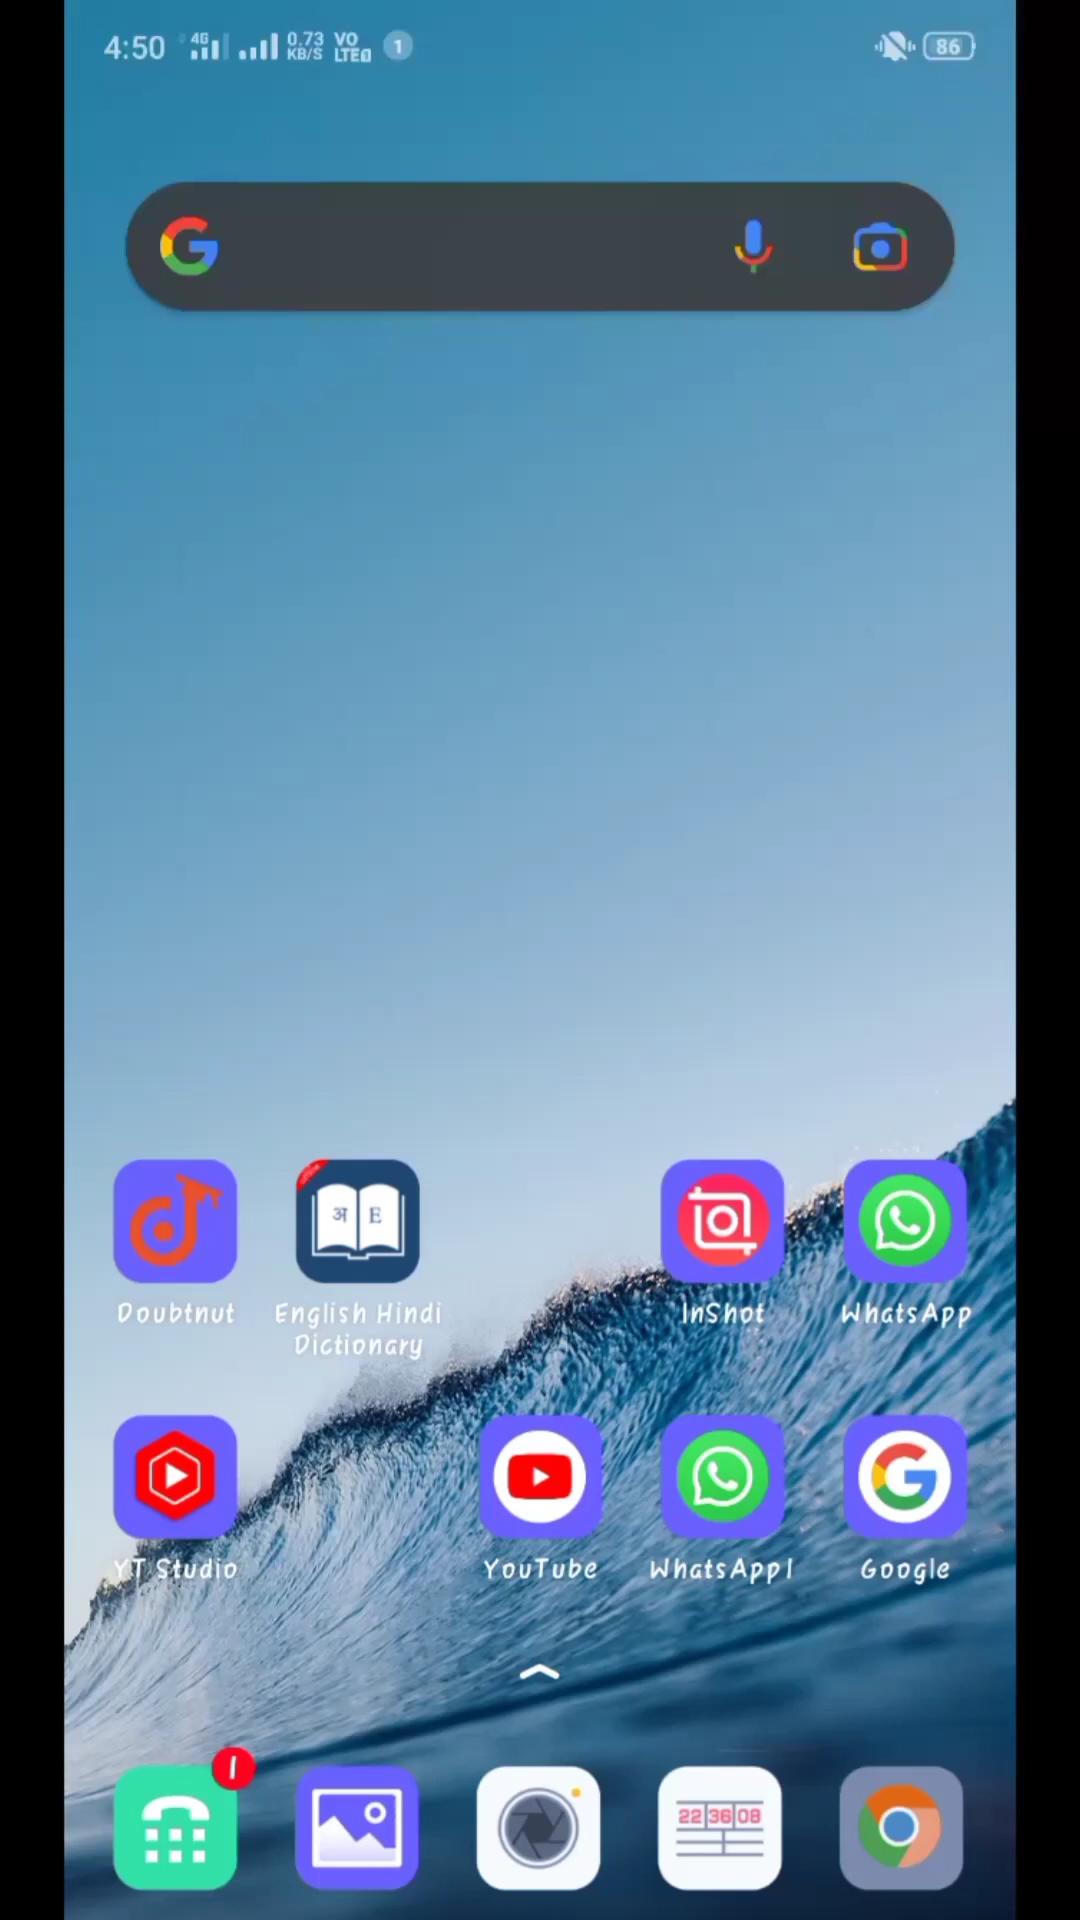 4:50 4G 0.73 KB/S VO LTE 1 86
Doubtnut English Hindi Dictionary InShot WhatsApp
अ E
YT Studio YouTube WhatsApp1 Google
1
22 36 08